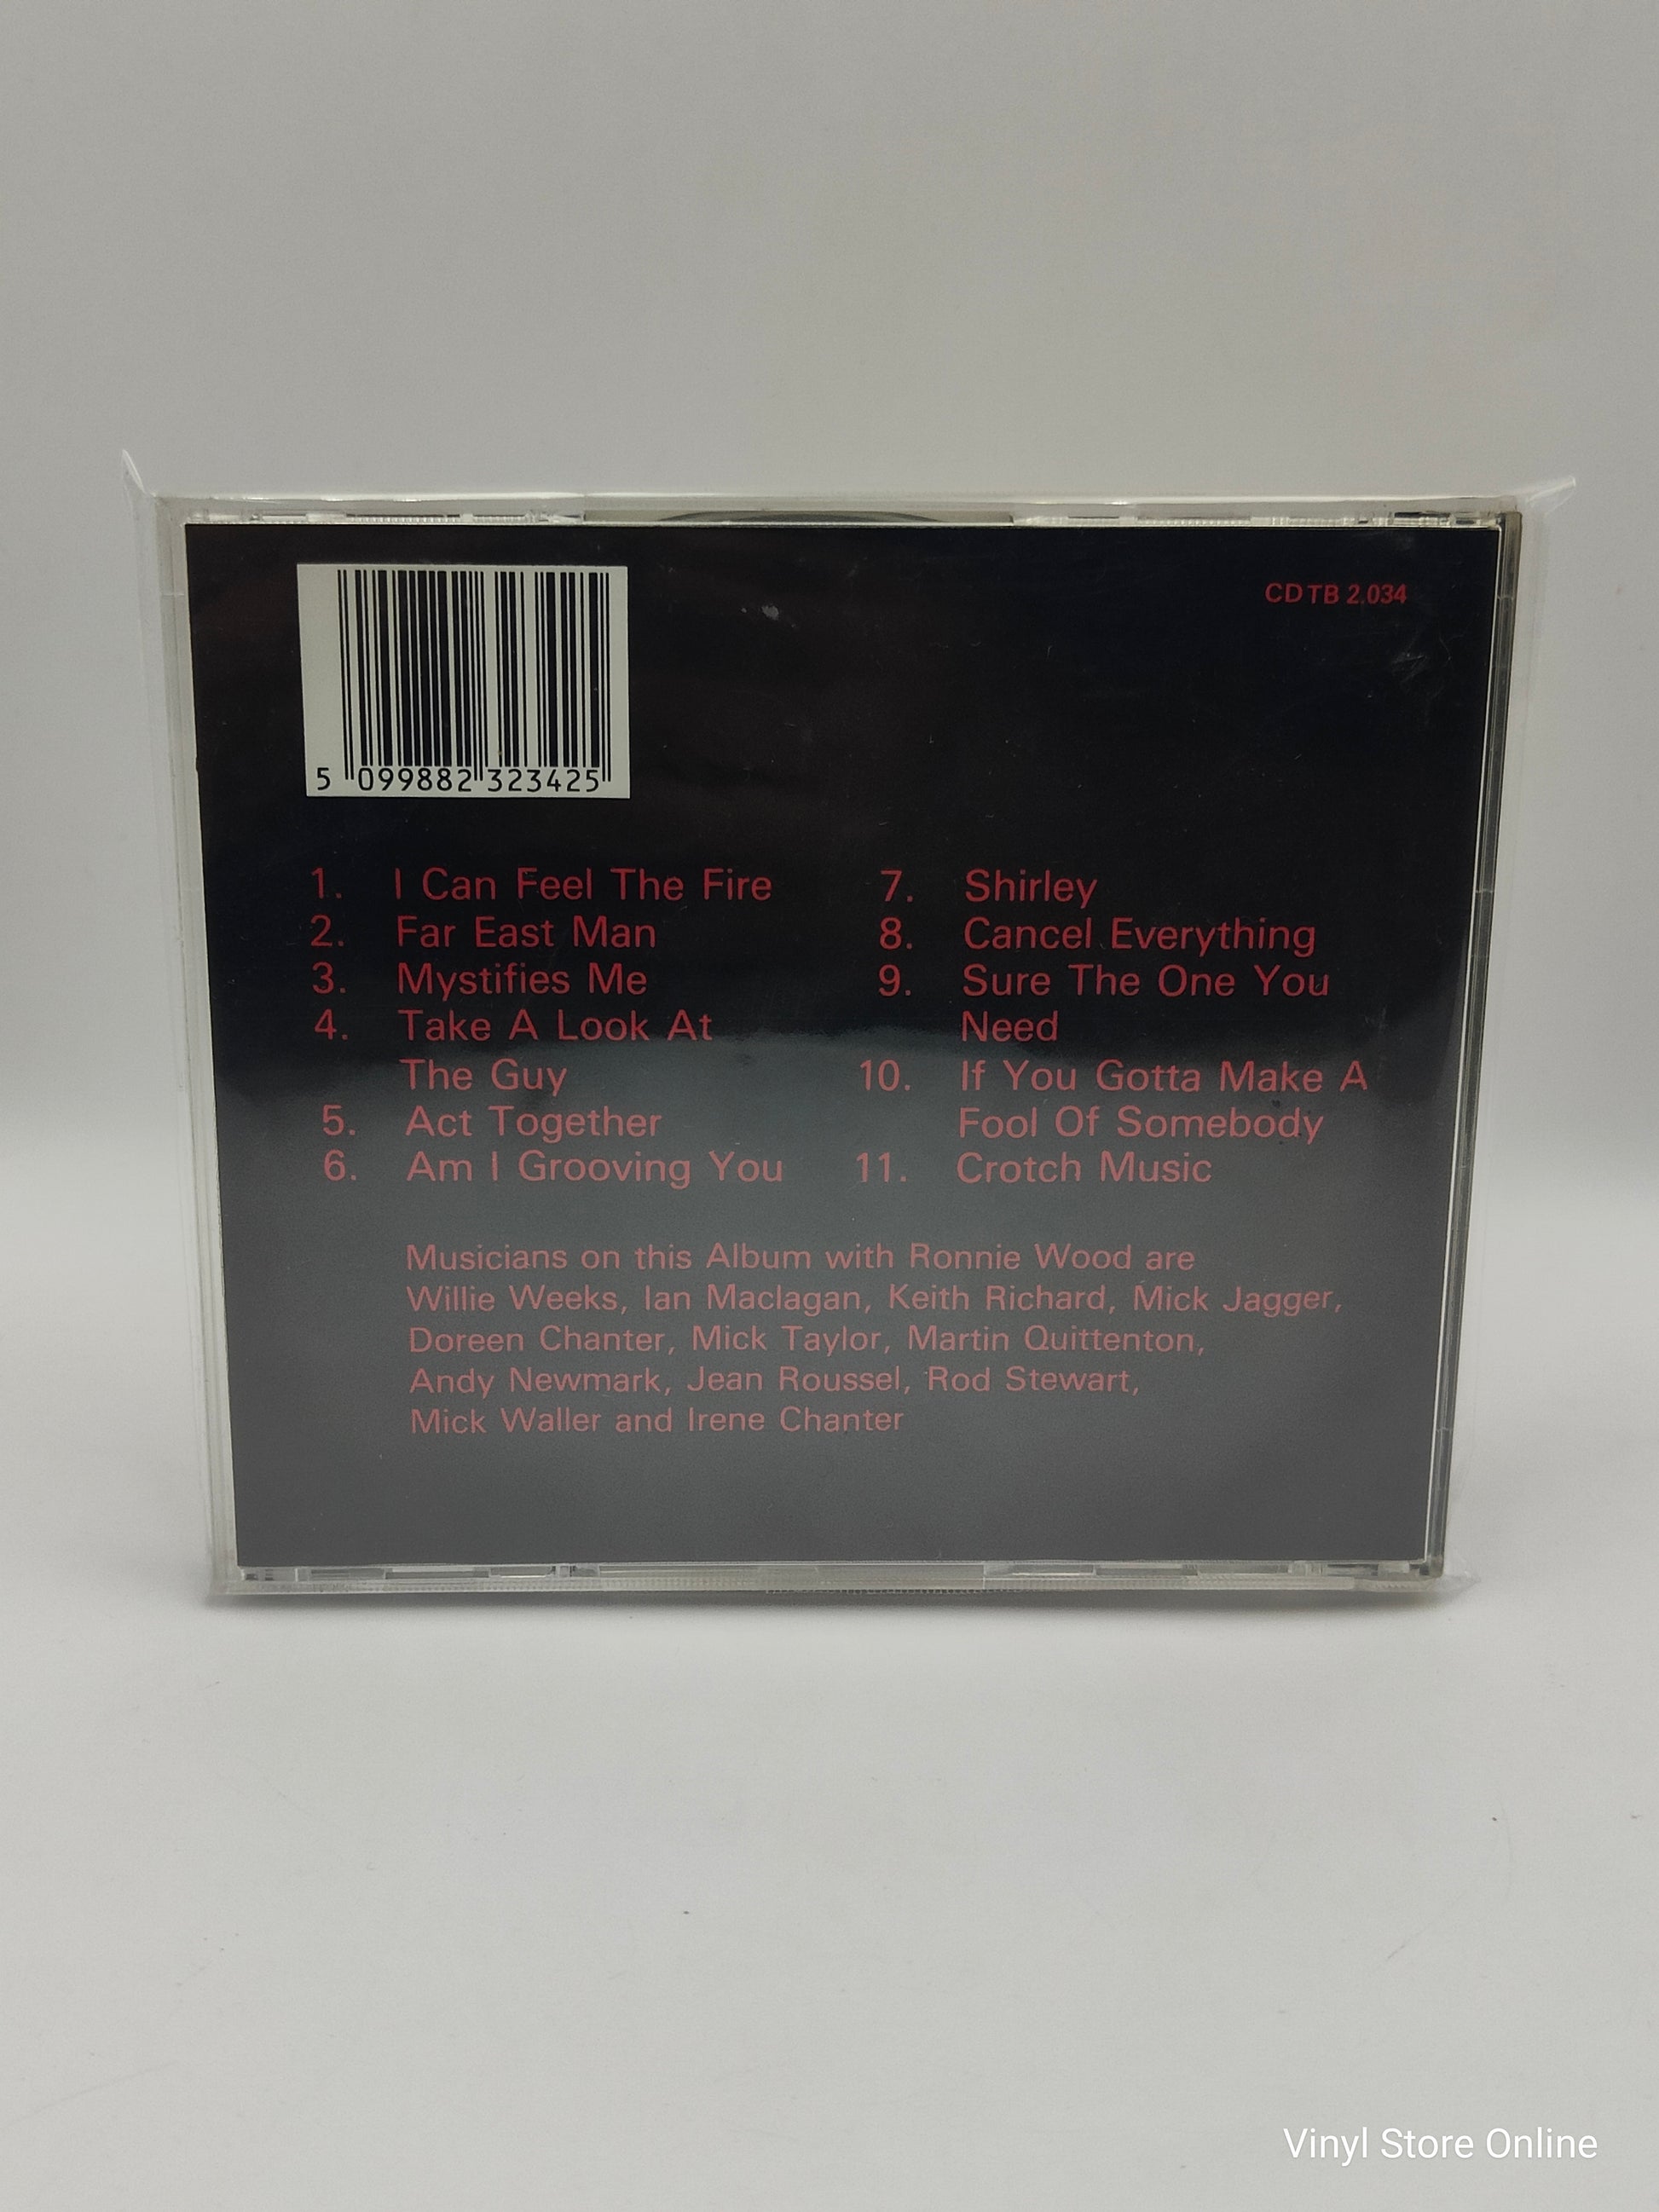 CDTB 2.034
5 099882 323425
1. I Can Feel The Fire
2. Far East Man
3. Mystifies Me
4. Take A Look At
The Guy
5. Act Together
6. Am I Grooving You
7. Shirley
8. Cancel Everything
9. Sure The One You
Need
10. If You Gotta Make A
Fool Of Somebody
11. Crotch Music
Musicians on this Album with Ronnie Wood are
Willie Weeks, Ian Maclagan, Keith Richard, Mick Jagger,
Doreen Chanter, Mick Taylor, Martin Quittenton,
Andy Newmark, Jean Roussel, Rod Stewart,
Mick Waller and Irene Chanter
Vinyl Store Online